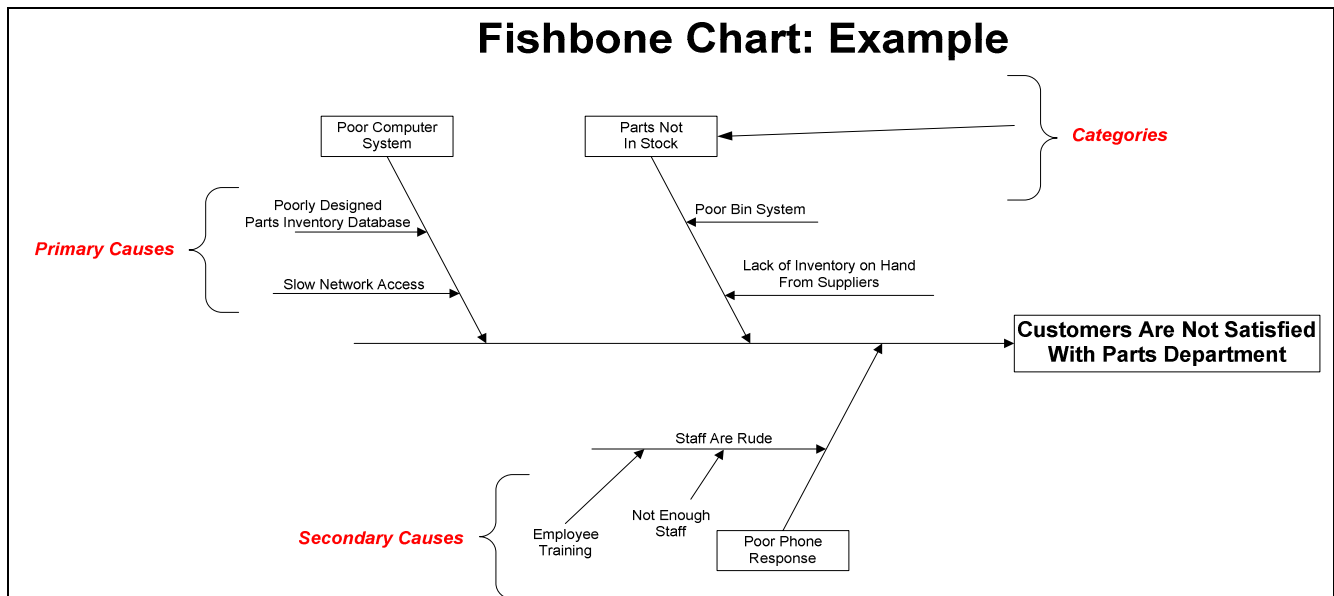 Fishbone Chart: Example
Poor Computer
System
Parts Not
In Stock
Categories
Poorly Designed
Parts Inventory Database
Poor Bin System
Primary Causes
Slow Network Access
Lack of Inventory on Hand
From Suppliers
Customers Are Not Satisfied
With Parts Department
Staff Are Rude
Secondary Causes
Employee
Training
Not Enough
Staff
Poor Phone
Response